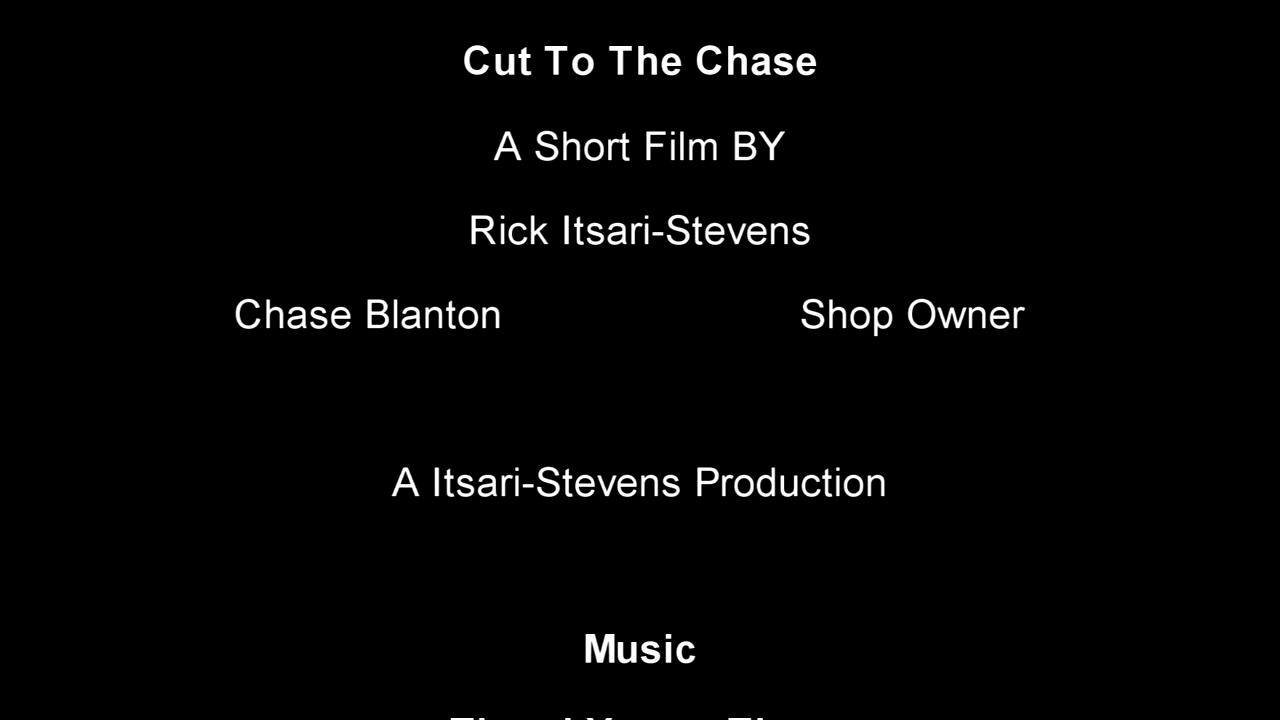 Cut To The Chase
A Short Film BY
Rick Itsari-Stevens
Chase Blanton Shop Owner
A Itsari-Stevens Production
Music